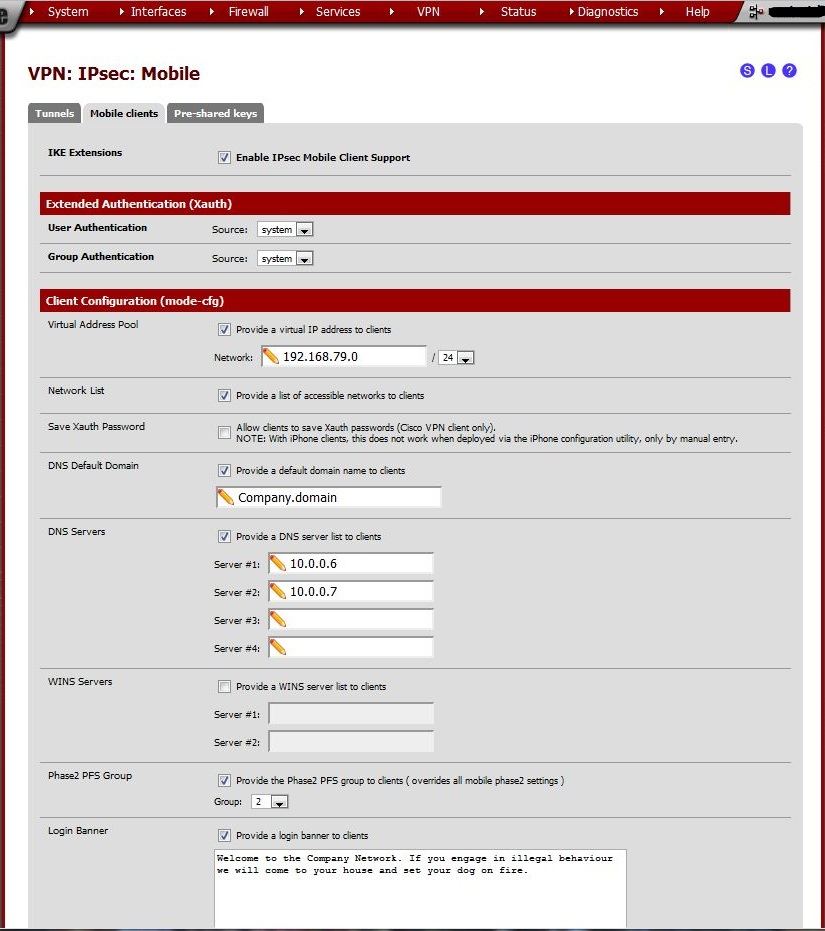 System Interfaces Firewall Services VPN Status Diagnostics Help
VPN: IPsec: Mobile
S L ?
Tunnels Mobile clients Pre-shared keys
IKE Extensions Enable IPsec Mobile Client Support
Extended Authentication (Xauth)
User Authentication Source: system
Group Authentication Source: system
Client Configuration (mode-cfg)
Virtual Address Pool Provide a virtual IP address to clients
Network: 192.168.79.0 / 24
Network List Provide a list of accessible networks to clients
Save Xauth Password Allow clients to save Xauth passwords (Cisco VPN client only).
NOTE: With iPhone clients, this does not work when deployed via the iPhone configuration utility, only by manual entry.
DNS Default Domain Provide a default domain name to clients
Company.domain
DNS Servers Provide a DNS server list to clients
Server #1: 10.0.0.6
Server #2: 10.0.0.7
Server #3:
Server #4:
WINS Servers Provide a WINS server list to clients
Server #1:
Server #2:
Phase2 PFS Group Provide the Phase2 PFS group to clients ( overrides all mobile phase2 settings )
Group: 2
Login Banner Provide a login banner to clients
Welcome to the Company Network. If you engage in illegal behaviour
we will come to your house and set your dog on fire.